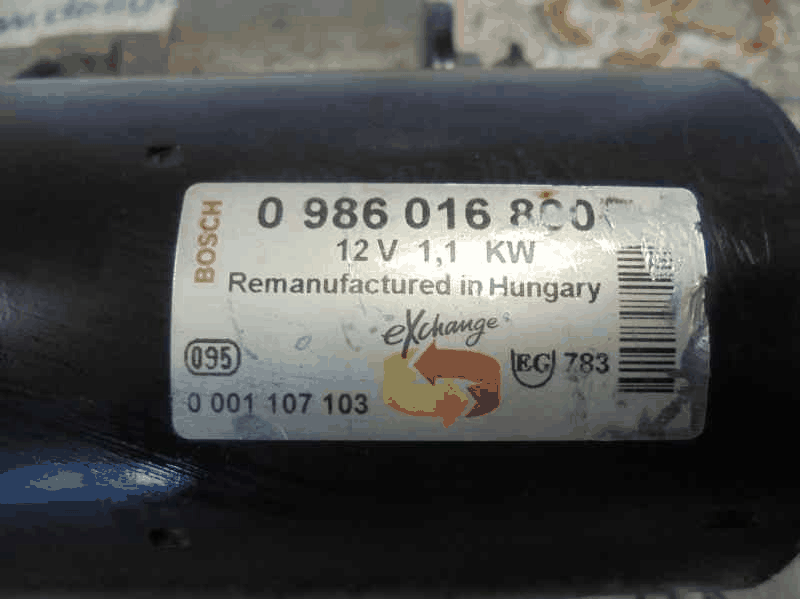 BOSCH
0 986 016 800
12 V 1,1 KW
Remanufactured in Hungary
eXchange
095
EG 783
0 001 107 103